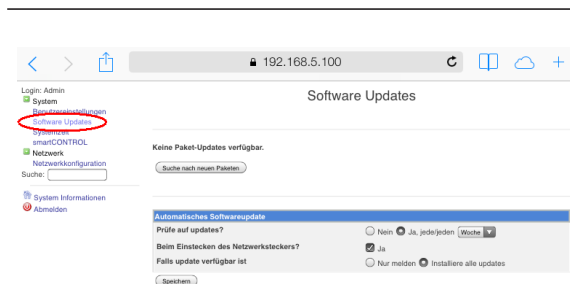 192.168.5.100
Login: Admin
System
Benutzereinstellungen
Software Updates
Systemzeit
smartCONTROL
Netzwerk
Netzwerkkonfiguration
Suche:
System Informationen
Abmelden
Software Updates
Keine Paket-Updates verfügbar.
Suche nach neuen Paketen
Automatisches Softwareupdate
Prüfe auf updates? Nein Ja, jede/jeden Woche
Beim Einstecken des Netzwerksteckers? Ja
Falls update verfügbar ist Nur melden Installiere alle updates
Speichern